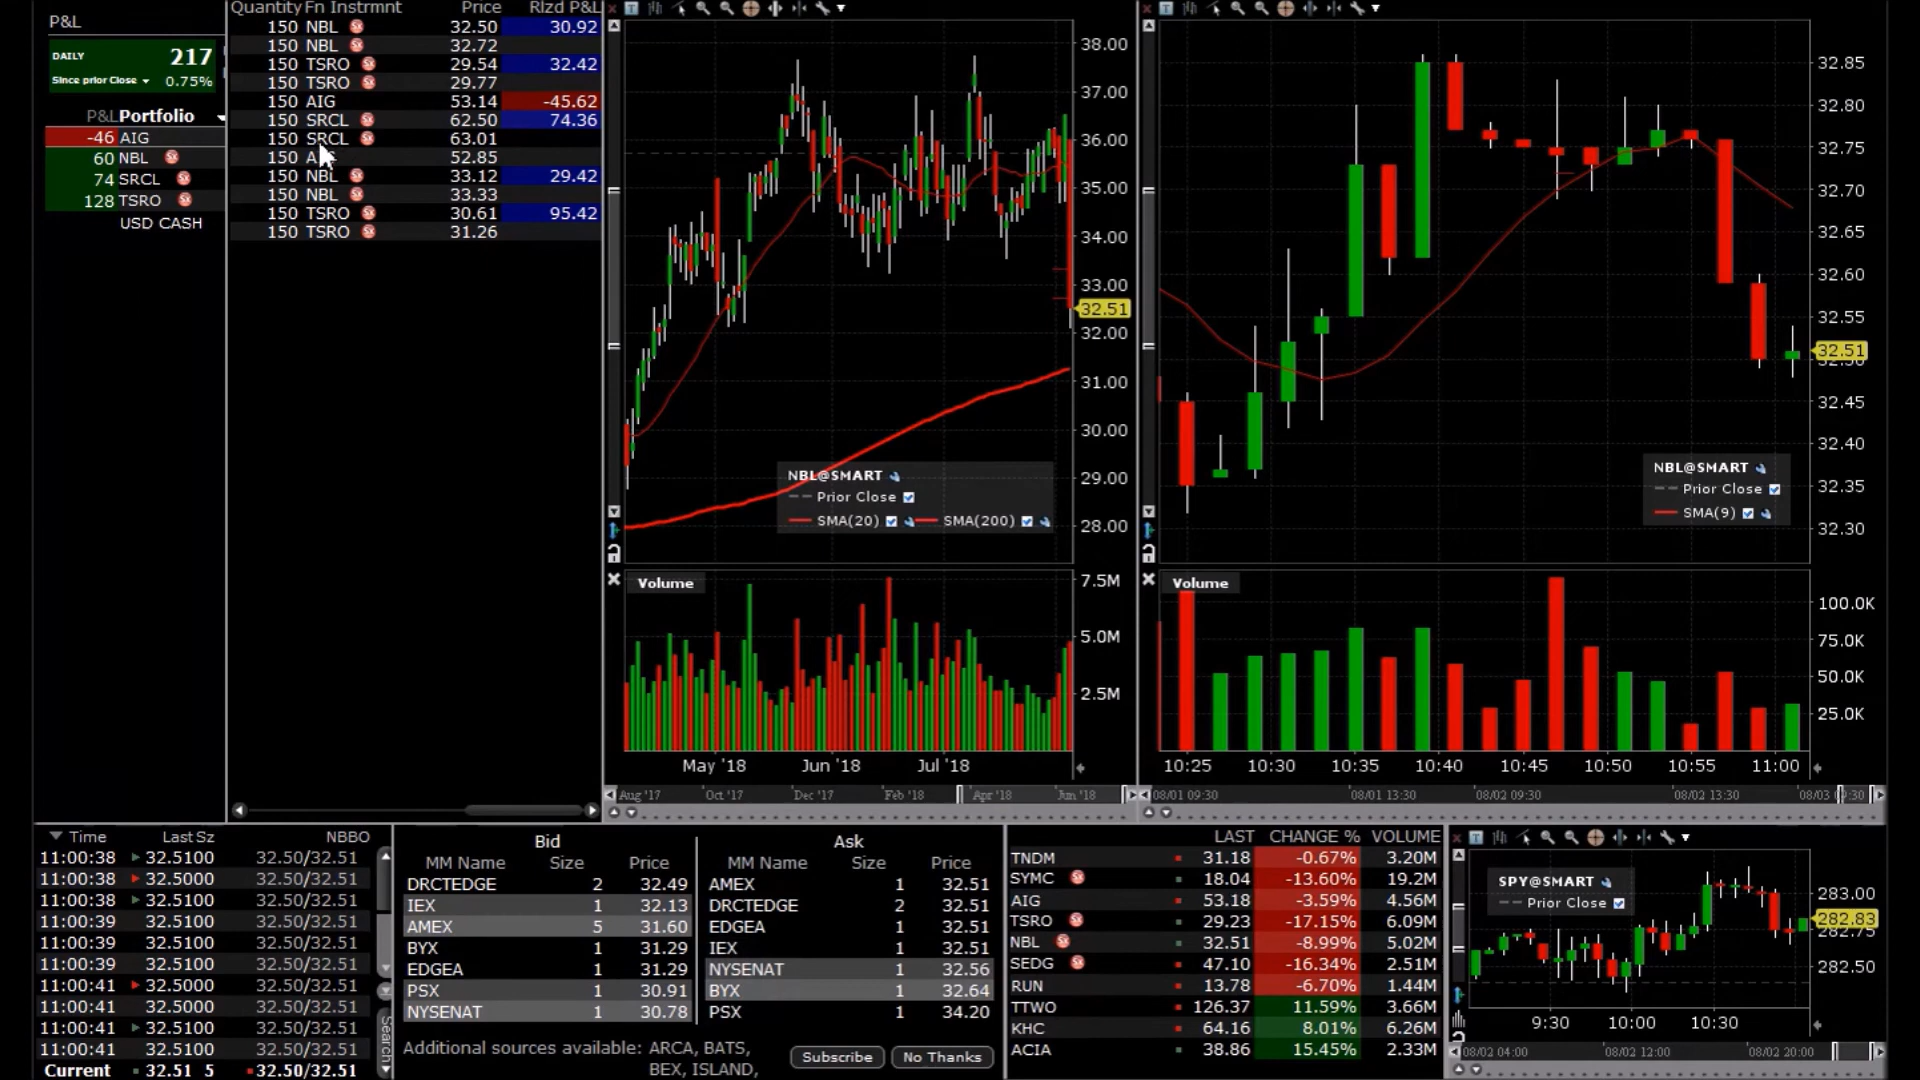 P&L
DAILY 217
Since prior Close 0.75%
P&L Portfolio
-46 AIG
60 NBL
74 SRCL
128 TSRO
USD CASH
Quantity Fn Instrmnt Price Rlzd P&L
150 NBL 32.50 30.92
150 NBL 32.72
150 TSRO 29.54 32.42
150 TSRO 29.77
150 AIG 53.14 -45.62
150 SRCL 62.50 74.36
150 SRCL 63.01
150 52.85
150 NBL 33.12 29.42
150 NBL 33.33
150 TSRO 30.61 95.42
150 TSRO 31.26
38.00
37.00
36.00
35.00
34.00
33.00
32.51
32.00
31.00
30.00
29.00
28.00
NBL@SMART
Prior Close
SMA(20) SMA(200)
Volume
7.5M
5.0M
2.5M
May '18 Jun '18 Jul '18
Aug '17 Oct '17 Dec '17 Feb '18 Apr '18 Jun '18
32.85
32.80
32.75
32.70
32.65
32.60
32.55
32.51
32.45
32.40
32.35
32.30
NBL@SMART
Prior Close
SMA(9)
Volume
100.0K
75.0K
50.0K
25.0K
10:25 10:30 10:35 10:40 10:45 10:50 10:55 11:00
08/01 09:30 08/01 13:30 08/02 09:30 08/02 13:30 08/03
Time Last Sz NBBO
11:00:38 32.5100 32.50/32.51
11:00:38 32.5000 32.50/32.51
11:00:38 32.5100 32.50/32.51
11:00:39 32.5100 32.50/32.51
11:00:39 32.5100 32.50/32.51
11:00:39 32.5100 32.50/32.51
11:00:41 32.5000 32.50/32.51
11:00:41 32.5000 32.50/32.51
11:00:41 32.5100 32.50/32.51
11:00:41 32.5100 32.50/32.51
Current 32.51 5 32.50/32.51
Search
Bid
MM Name Size Price
DRCTEDGE 2 32.49
IEX 1 32.13
AMEX 5 31.60
BYX 1 31.29
EDGEA 1 31.29
PSX 1 30.91
NYSENAT 1 30.78
Ask
MM Name Size Price
AMEX 1 32.51
DRCTEDGE 2 32.51
EDGEA 1 32.51
IEX 1 32.51
NYSENAT 1 32.56
BYX 1 32.64
PSX 1 34.20
Additional sources available: ARCA, BATS,
BEX, ISLAND,
Subscribe No Thanks
LAST CHANGE % VOLUME
TNDM 31.18 -0.67% 3.20M
SYMC 18.04 -13.60% 19.2M
AIG 53.18 -3.59% 4.56M
TSRO 29.23 -17.15% 6.09M
NBL 32.51 -8.99% 5.02M
SEDG 47.10 -16.34% 2.51M
RUN 13.78 -6.70% 1.44M
TTWO 126.37 11.59% 3.66M
KHC 64.16 8.01% 6.26M
ACIA 38.86 15.45% 2.33M
SPY@SMART
Prior Close
283.00
282.83
282.75
282.50
9:30 10:00 10:30
08/02 04:00 08/02 12:00 08/02 20:00